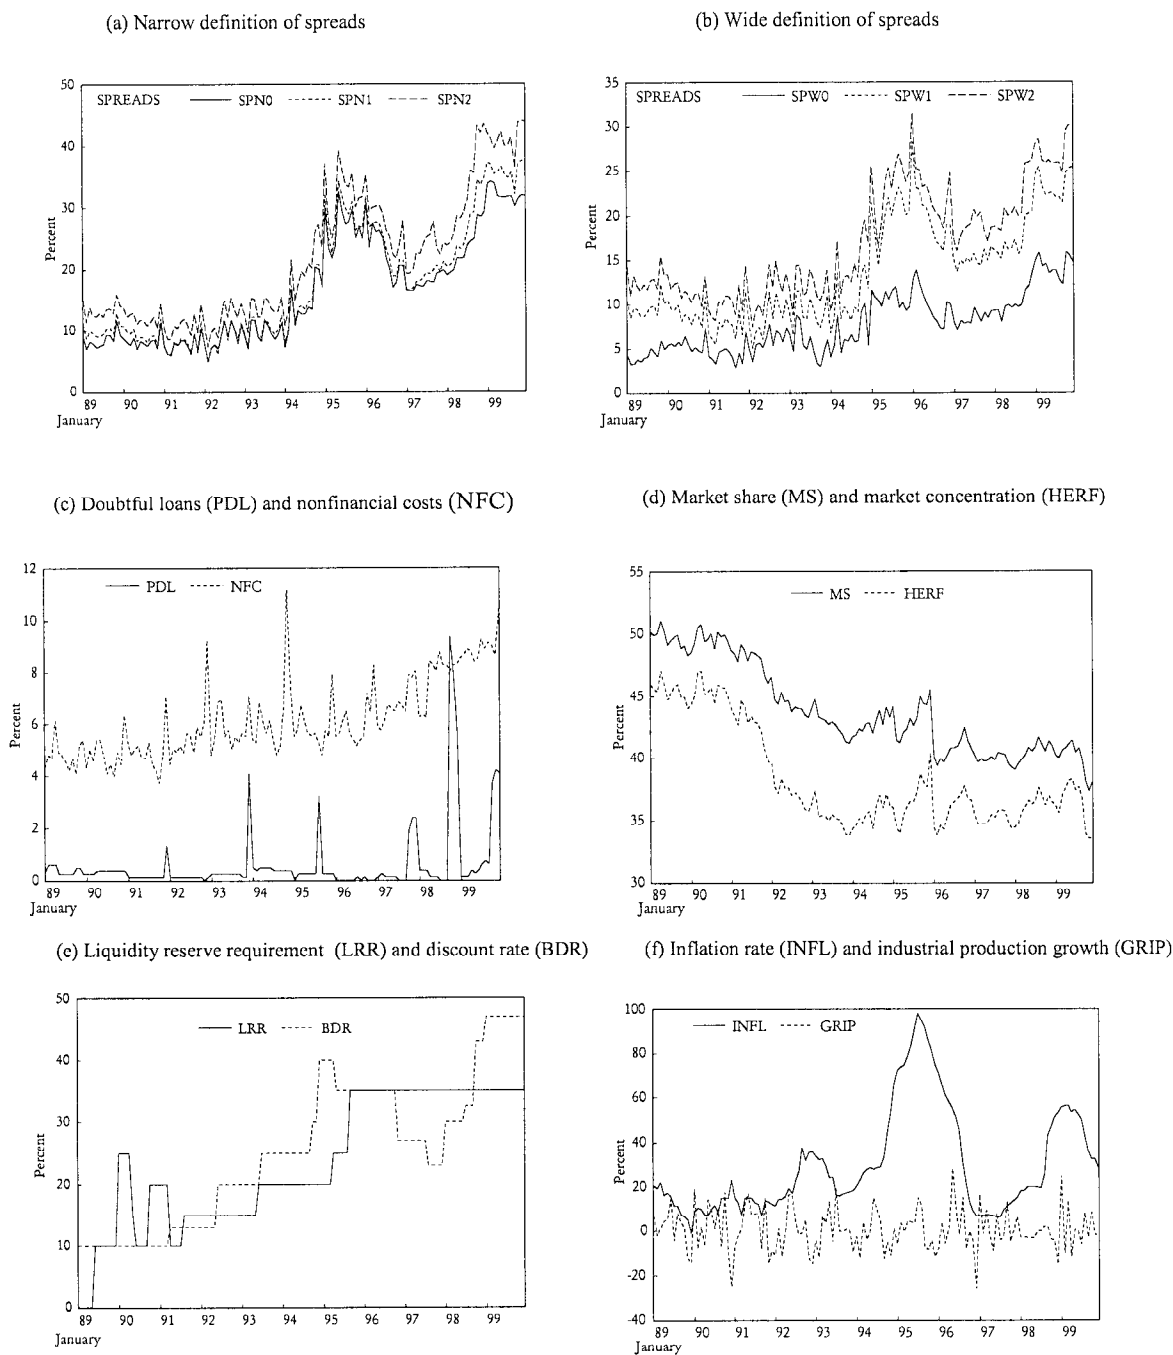 (a) Narrow definition of spreads
(b) Wide definition of spreads
50
40
30
20
10
0
Percent
SPREADS SPN0 SPN1 SPN2
89 90 91 92 93 94 95 96 97 98 99
January
35
30
25
20
15
10
5
0
Percent
SPREADS SPW0 SPW1 SPW2
89 90 91 92 93 94 95 96 97 98 99
January
(c) Doubtful loans (PDL) and nonfinancial costs (NFC)
(d) Market share (MS) and market concentration (HERF)
12
10
8
6
4
2
0
Percent
PDL NFC
89 90 91 92 93 94 95 96 97 98 99
January
55
50
45
40
35
30
Percent
MS HERF
89 90 91 92 93 94 95 96 97 98 99
January
(e) Liquidity reserve requirement (LRR) and discount rate (BDR)
(f) Inflation rate (INFL) and industrial production growth (GRIP)
50
40
30
20
10
0
Percent
LRR BDR
89 90 91 92 93 94 95 96 97 98 99
January
100
80
60
40
20
0
-20
-40
Percent
INFL GRIP
89 90 91 92 93 94 95 96 97 98 99
January